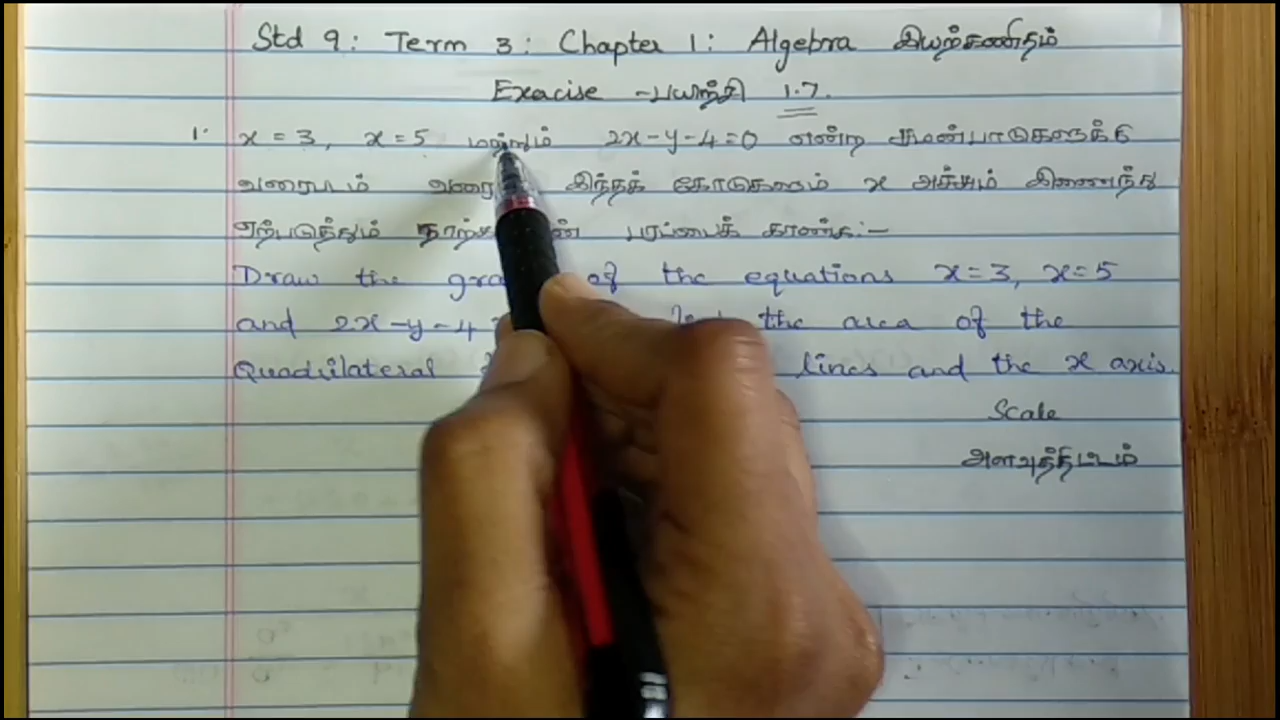 Std 9: Term 3: Chapter 1: Algebra இயற்கணிதம்
Exacise - பயிற்சி 1.7.
1. x = 3, x = 5 மற்றும் 2x - y - 4 = 0 என்ற சமன்பாடுகளுக்கு
வரைபடம் வரை இந்தக் கோடுகளும் x அச்சும் இணைந்து
ஏற்படுத்தும் பரப்பைக் காண்க:-
Draw the of the equations x = 3, x = 5
and 2x - y - 4 the area of the
Quadrilateral lines and the x axis.
Scale
அளவுத்திட்டம்